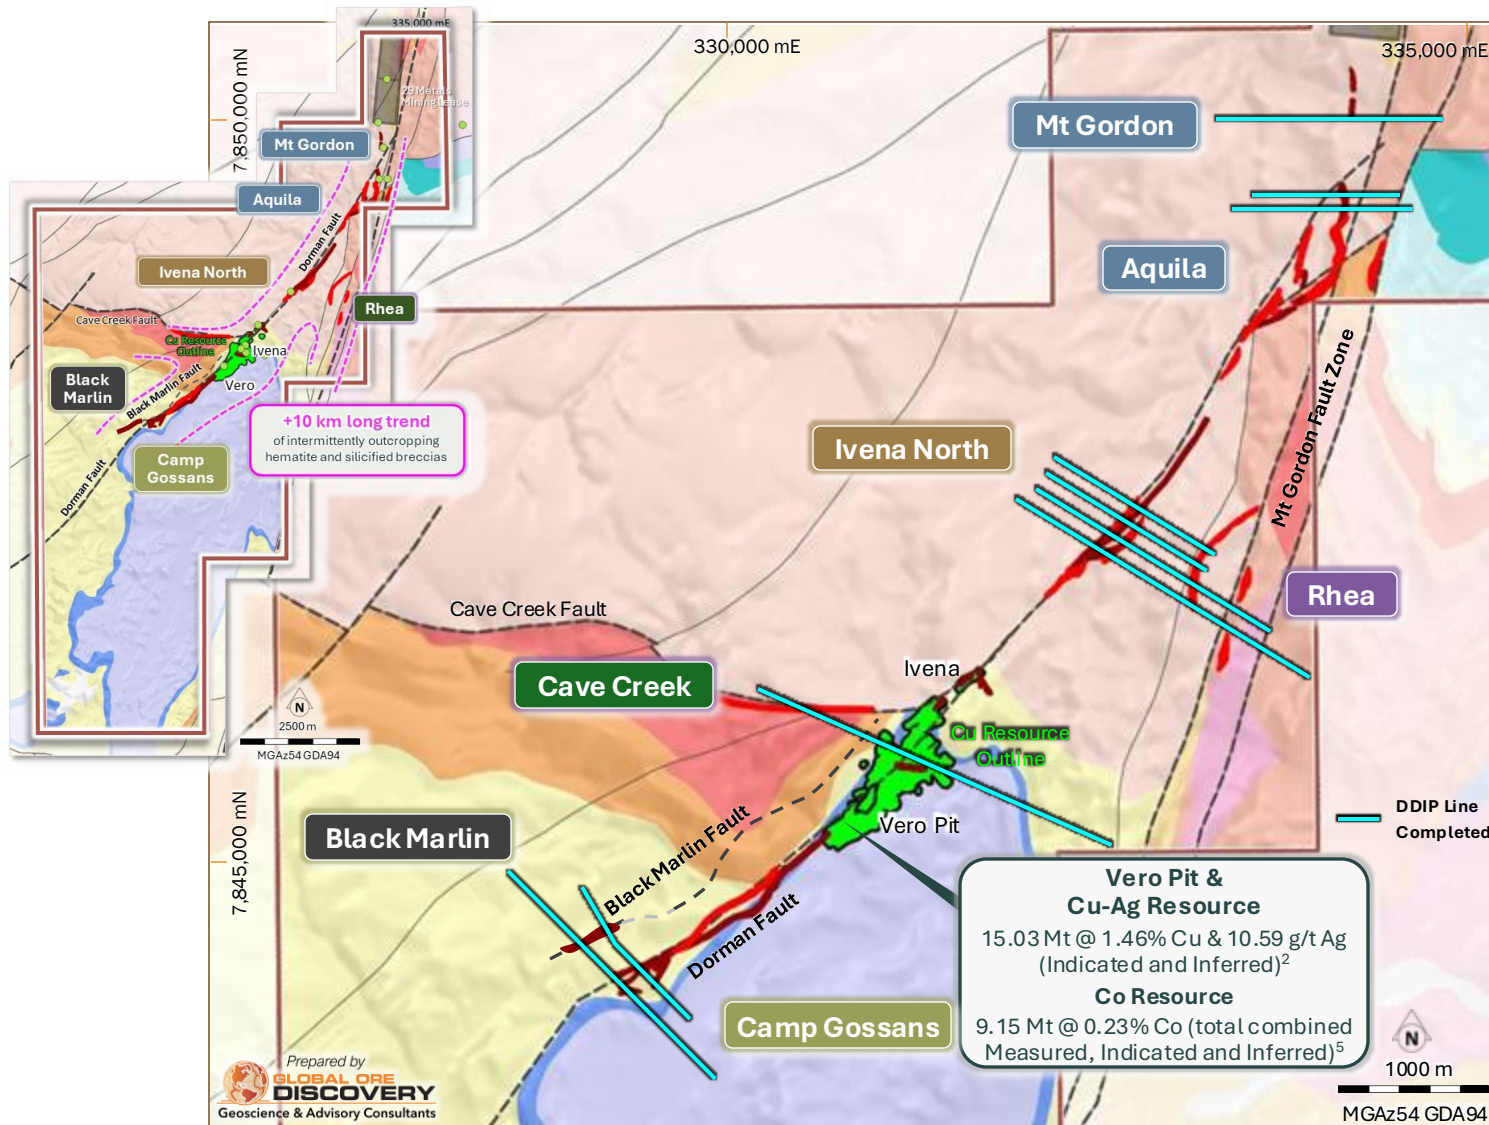 335,000 mE
29 Metals
Mining Lease
7,850,000 mN
Mt Gordon
Aquila
Dorman Fault
Ivena North
Rhea
Cave Creek Fault
Cu Resource
Outline
Ivena
Vero
Black
Marlin
Black Marlin Fault
+10 km long trend
of intermittently outcropping
hematite and silicified breccias
Camp
Gossans
Dorman Fault
N
2500 m
MGAz54 GDA94
330,000 mE
335,000 mE
Mt Gordon
Aquila
Mt Gordon Fault Zone
Ivena North
Rhea
Cave Creek Fault
Ivena
Cave Creek
Cu Resource
Outline
7,845,000 mN
Black Marlin
Black Marlin Fault
Vero Pit
DDIP Line
Completed
Dorman Fault
Vero Pit &
Cu-Ag Resource
15.03 Mt @ 1.46% Cu & 10.59 g/t Ag
(Indicated and Inferred)2
Co Resource
9.15 Mt @ 0.23% Co (total combined
Measured, Indicated and Inferred)5
Camp Gossans
N
1000 m
MGAz54 GDA94
Prepared by
GLOBAL ORE
DISCOVERY
Geoscience & Advisory Consultants